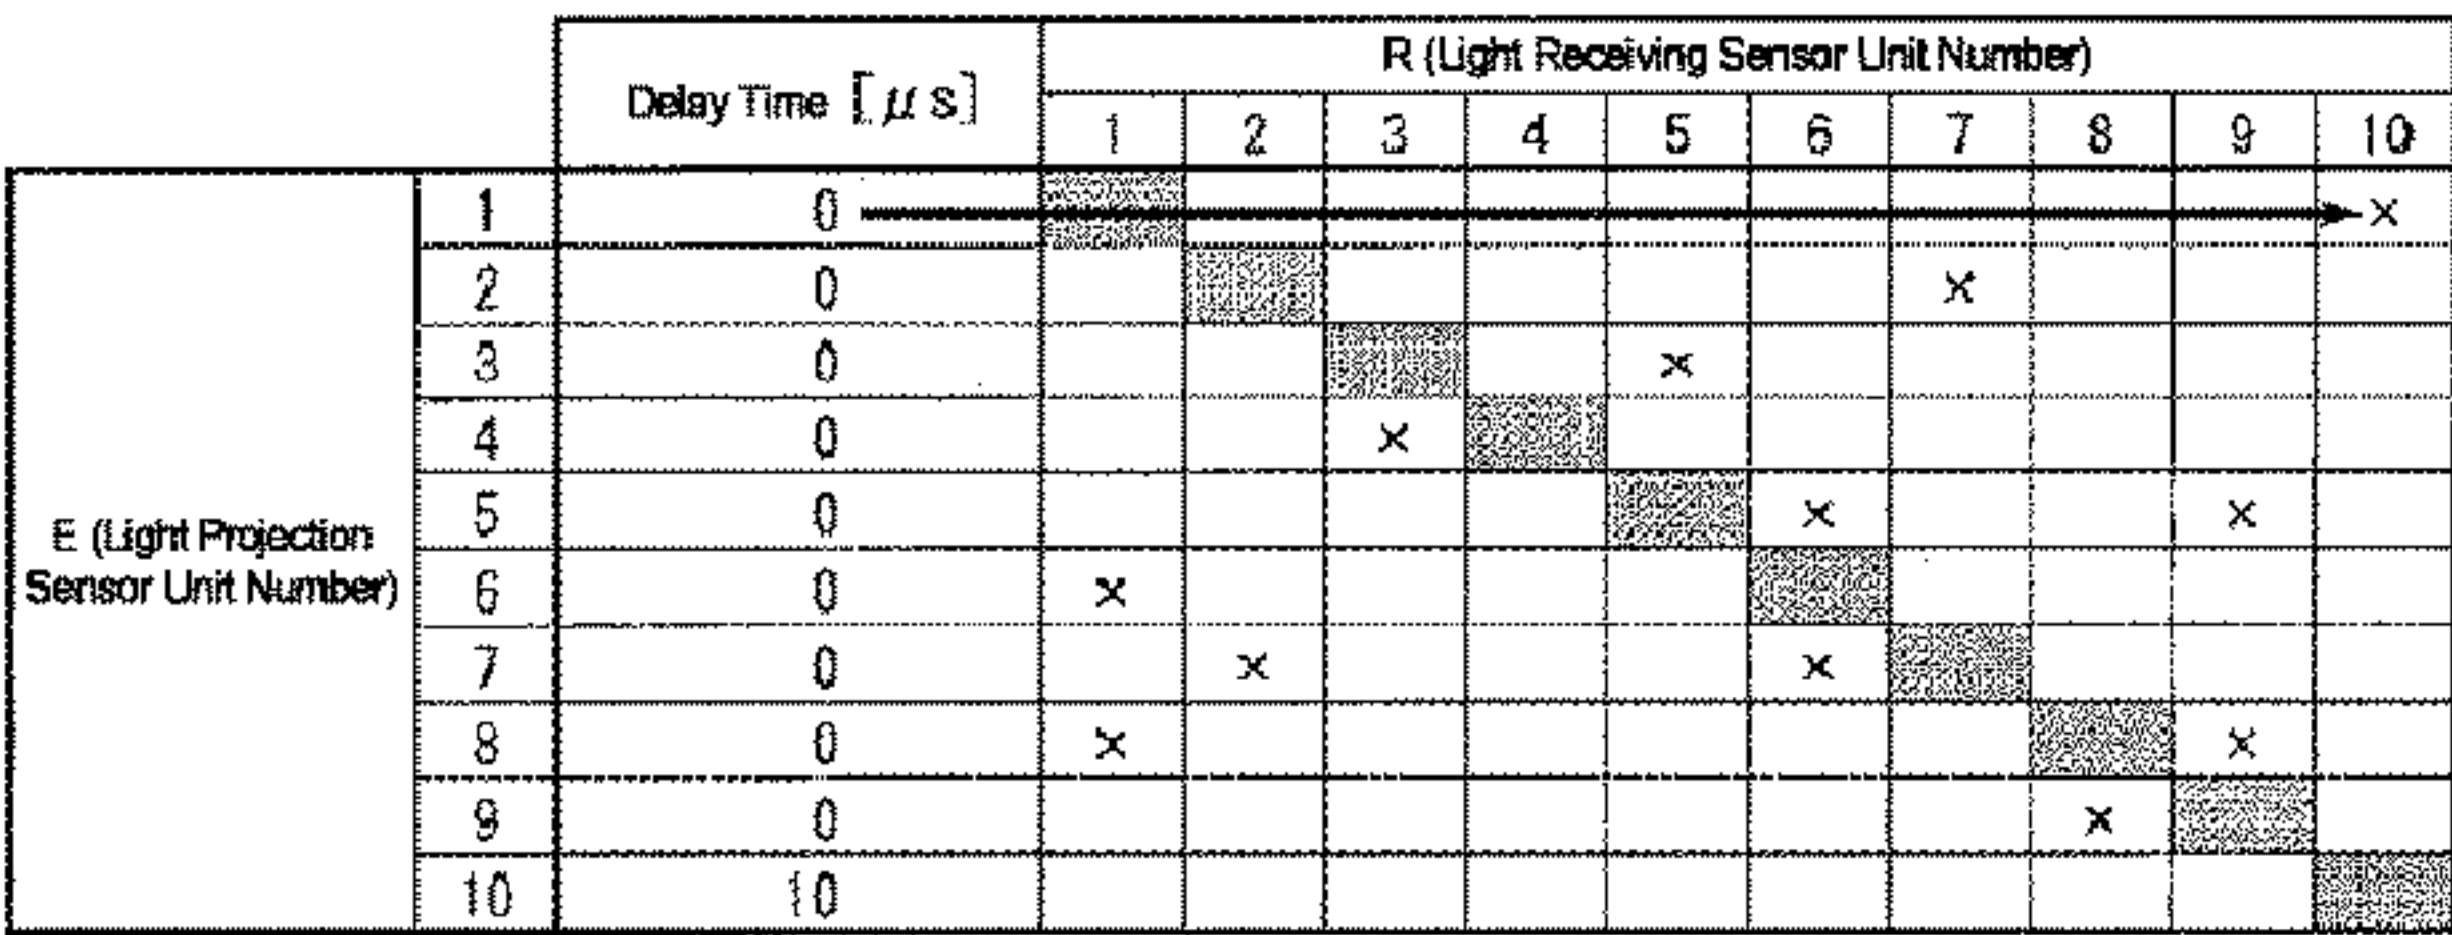 R (Light Receiving Sensor Unit Number)
Delay Time [μs]
1 2 3 4 5 6 7 8 9 10
1 0 ×
2 0 ×
3 0 ×
4 0 ×
5 0 × ×
E (Light Projection
Sensor Unit Number)
6 0 ×
7 0 × ×
8 0 × ×
9 0 ×
10 10